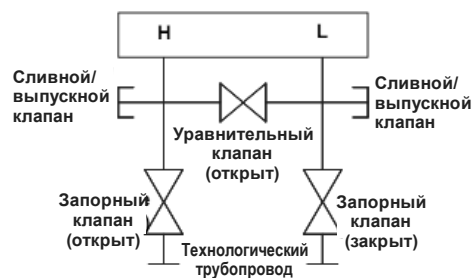 H L
Сливной/
выпускной
клапан
Сливной/
выпускной
клапан
Уравнительный
клапан
(открыт)
Запорный
клапан
(открыт)
Запорный
клапан
(закрыт)
Технологический
трубопровод